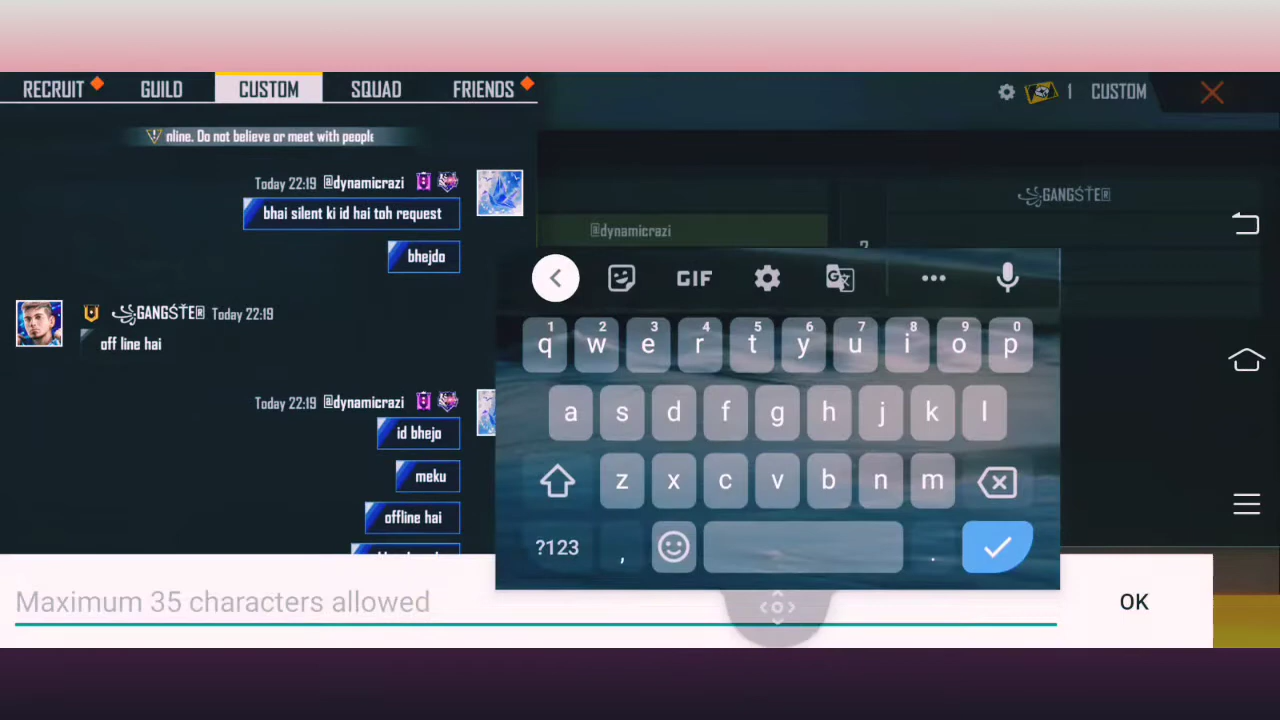 RECRUIT GUILD CUSTOM SQUAD FRIENDS 1 CUSTOM
nline. Do not believe or meet with people
Today 22:19 @dynamicrazi
bhai silent ki id hai toh request
bhejdo
꧁GANGŚŤE🆁 Today 22:19
off line hai
Today 22:19 @dynamicrazi
id bhejo
meku
offline hai
꧁GANGŚŤE🆁
@dynamicrazi
GIF
1 2 3 4 5 6 7 8 9 0
q w e r t y u i o p
a s d f g h j k l
z x c v b n m
?123 , .
Maximum 35 characters allowed
OK